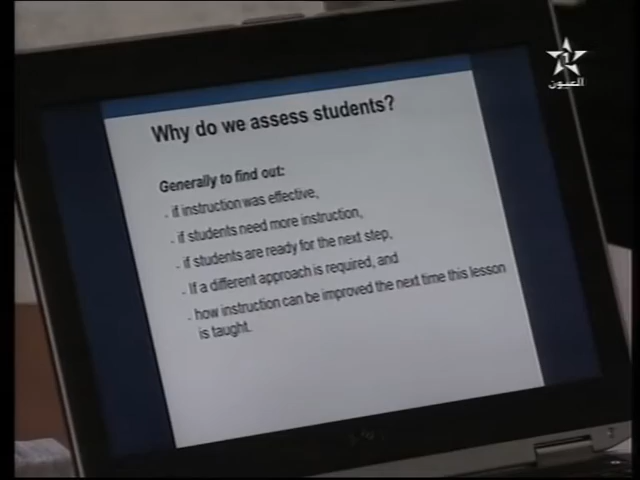 1
العيون
Why do we assess students?
Generally to find out:
- if instruction was effective,
- if students need more instruction,
- if students are ready for the next step,
- If a different approach is required, and
- how instruction can be improved the next time this lesson
is taught.